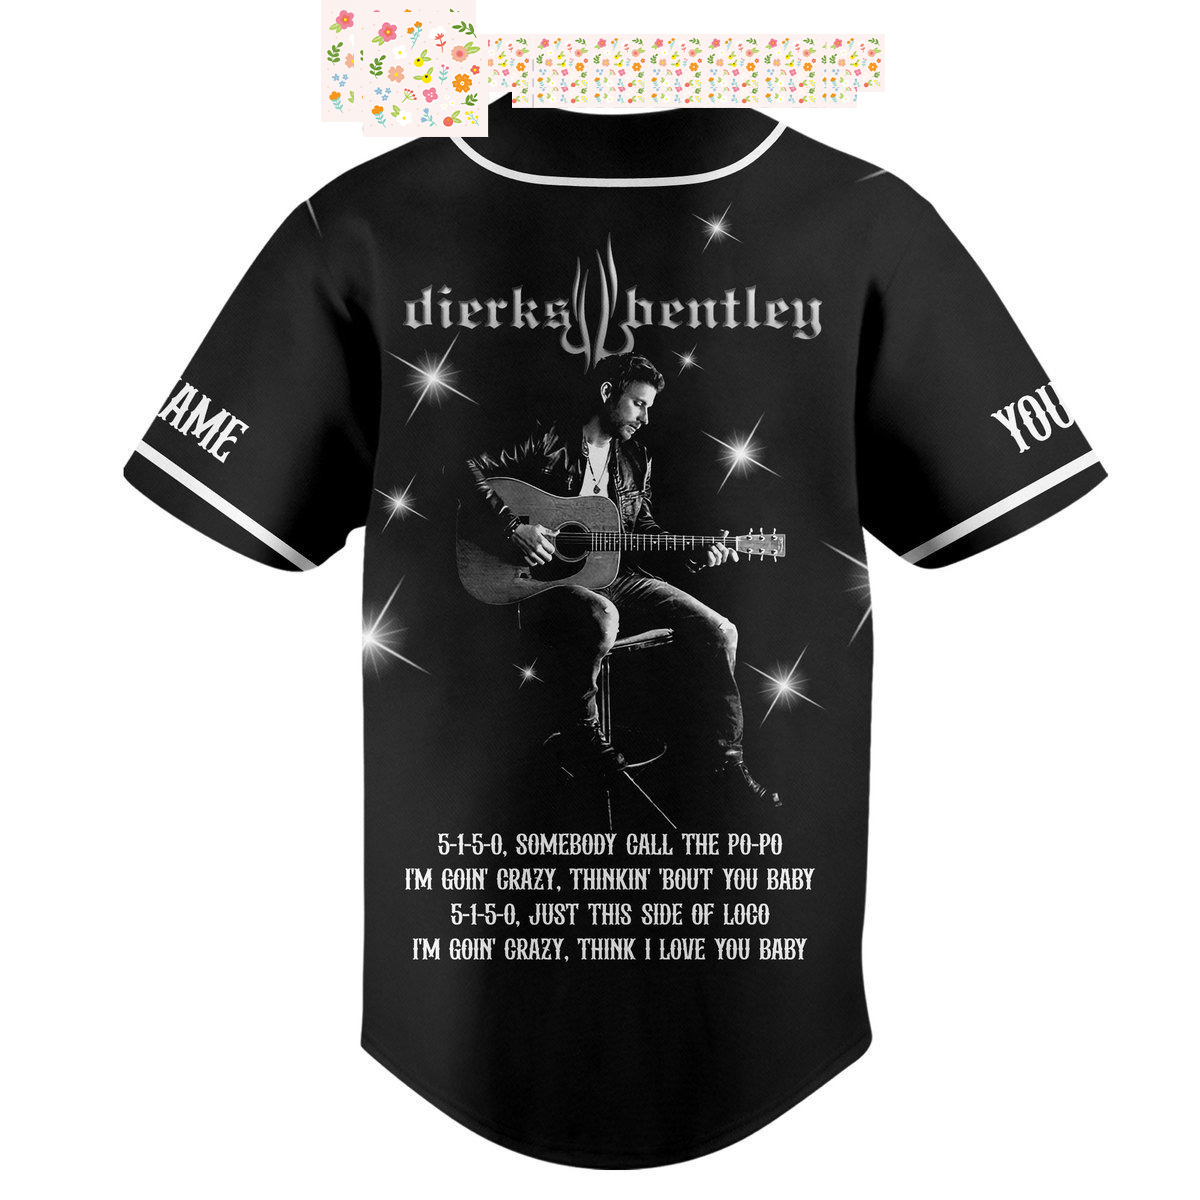 dierks bentley
NAME
YOU
5-1-5-0, SOMEBODY CALL THE PO-PO
I'M GOIN' CRAZY, THINKIN' 'BOUT YOU BABY
5-1-5-0, JUST THIS SIDE OF LOCO
I'M GOIN' CRAZY, THINK I LOVE YOU BABY